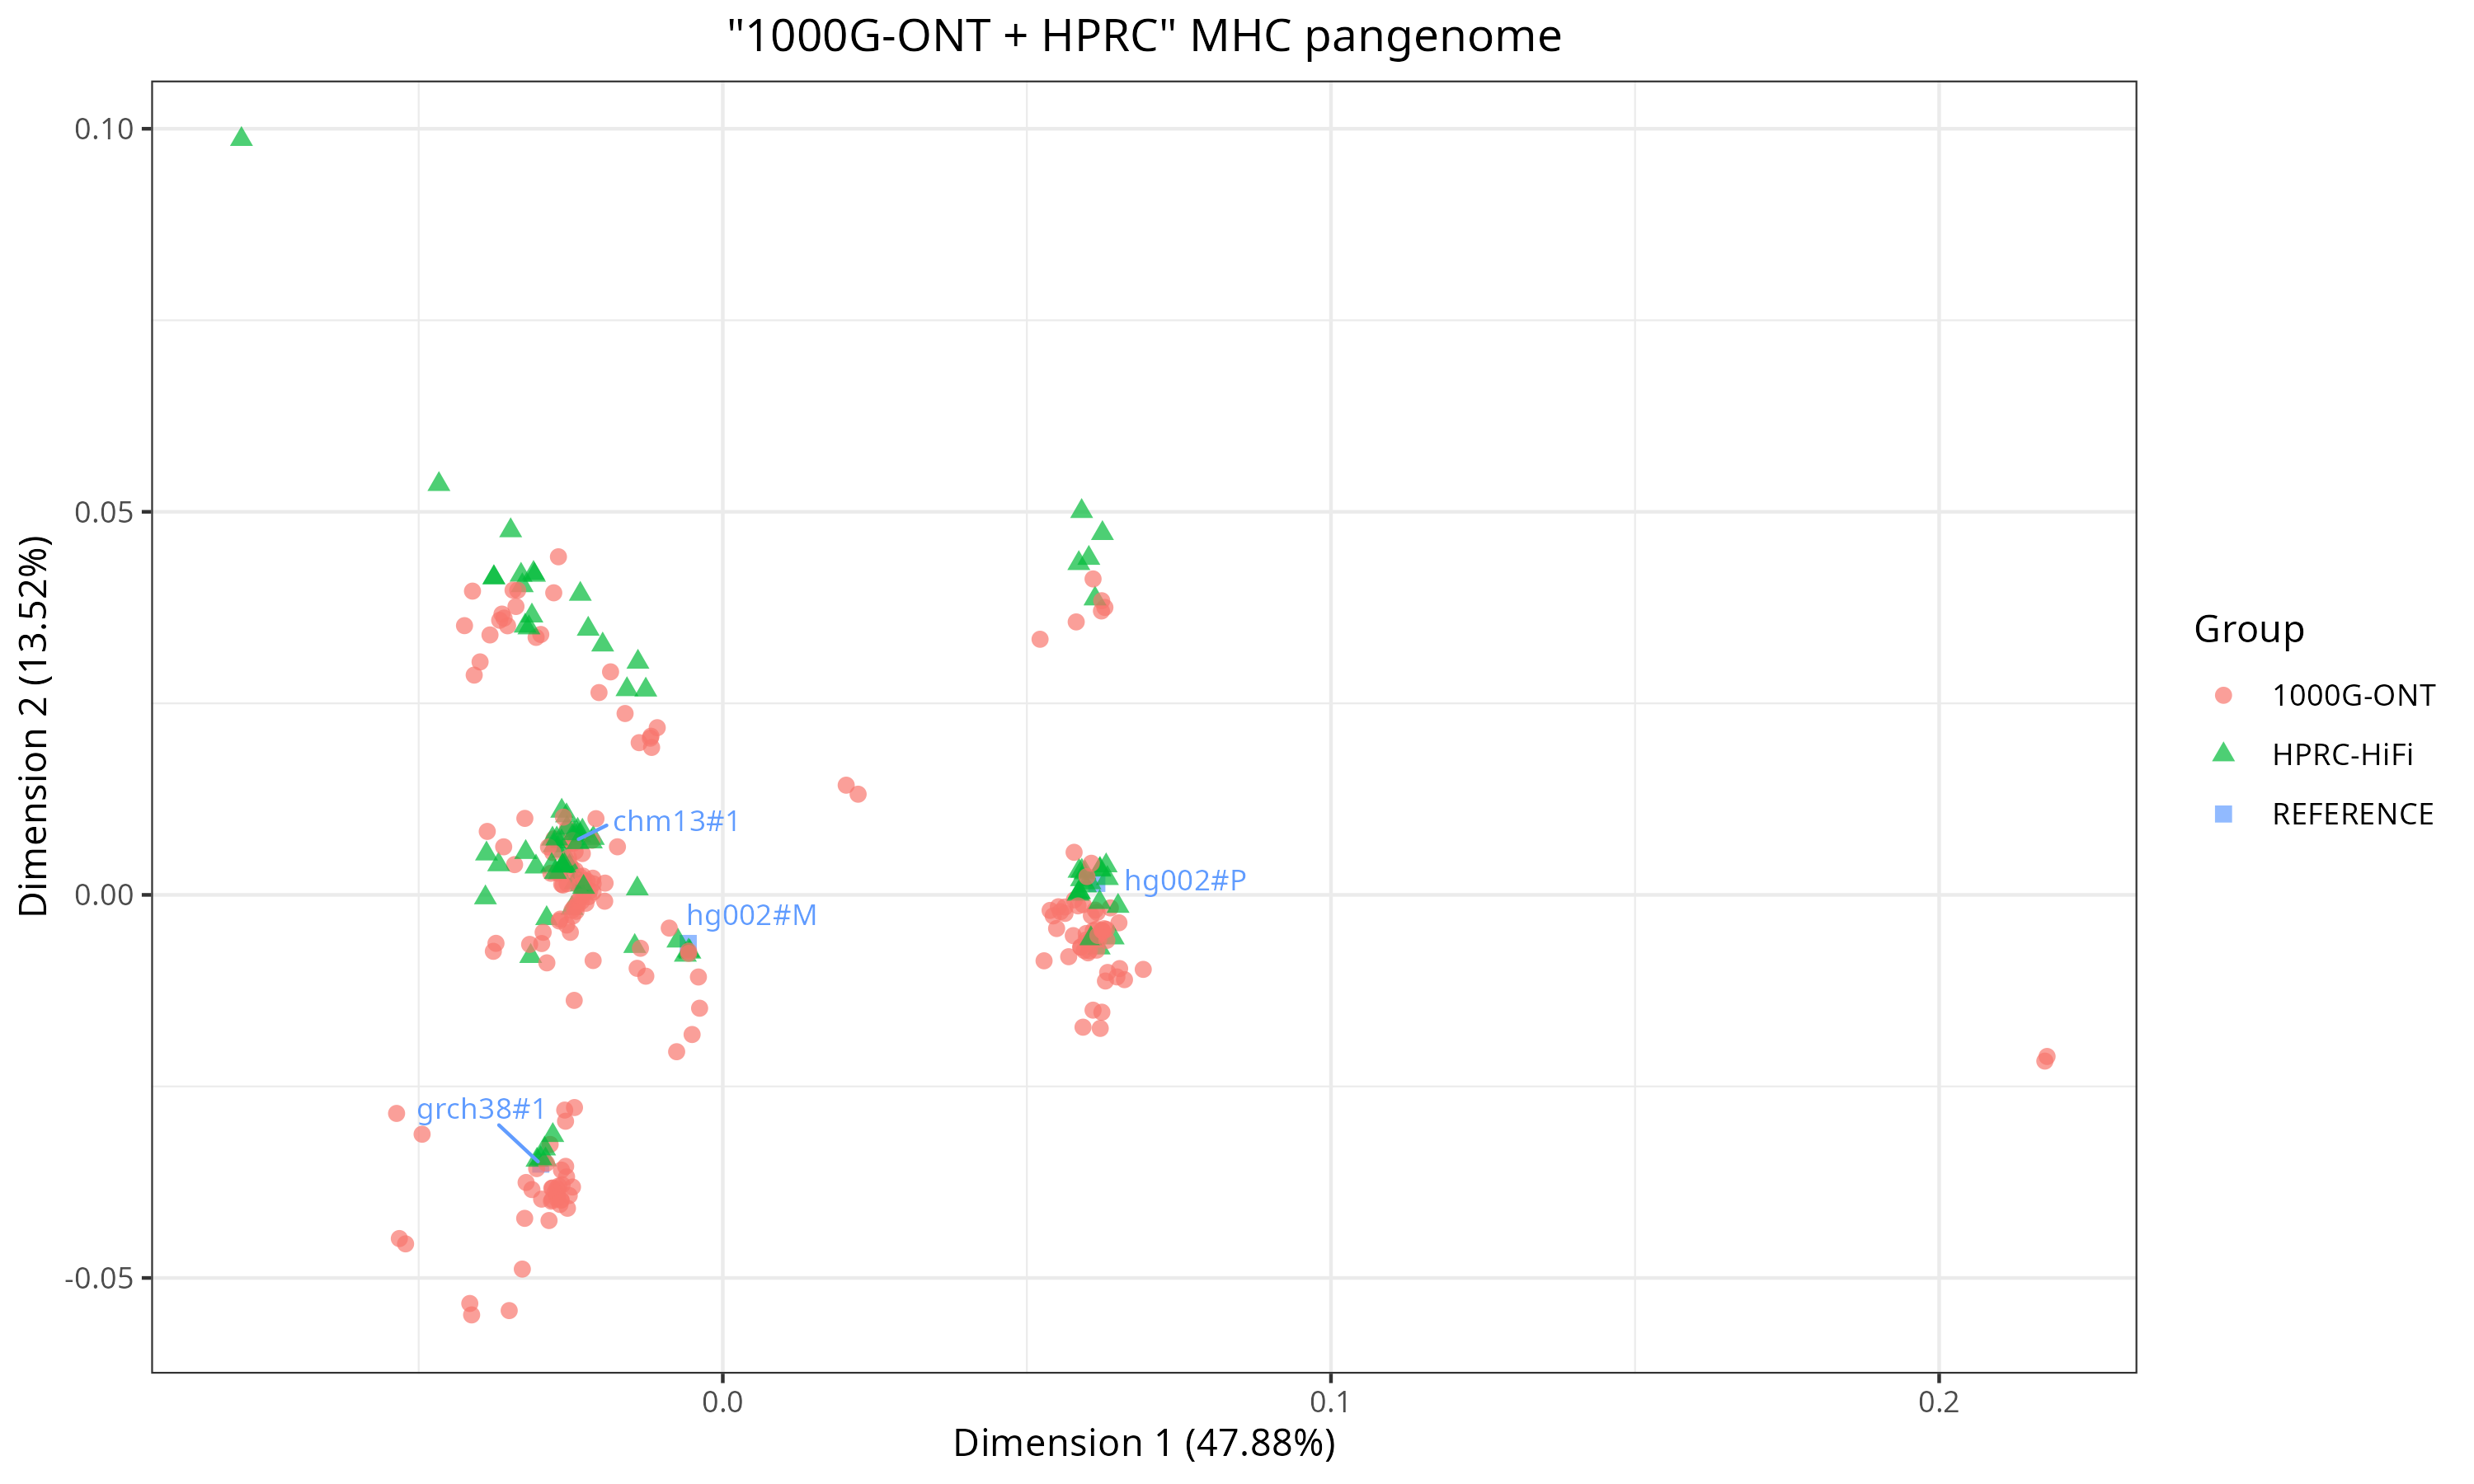 "1000G-ONT + HPRC" MHC pangenome
0.10
0.05
0.00
-0.05
Dimension 2 (13.52%)
chm13#1
hg002#P
hg002#M
grch38#1
0.0
0.1
0.2
Dimension 1 (47.88%)
Group
1000G-ONT
HPRC-HiFi
REFERENCE